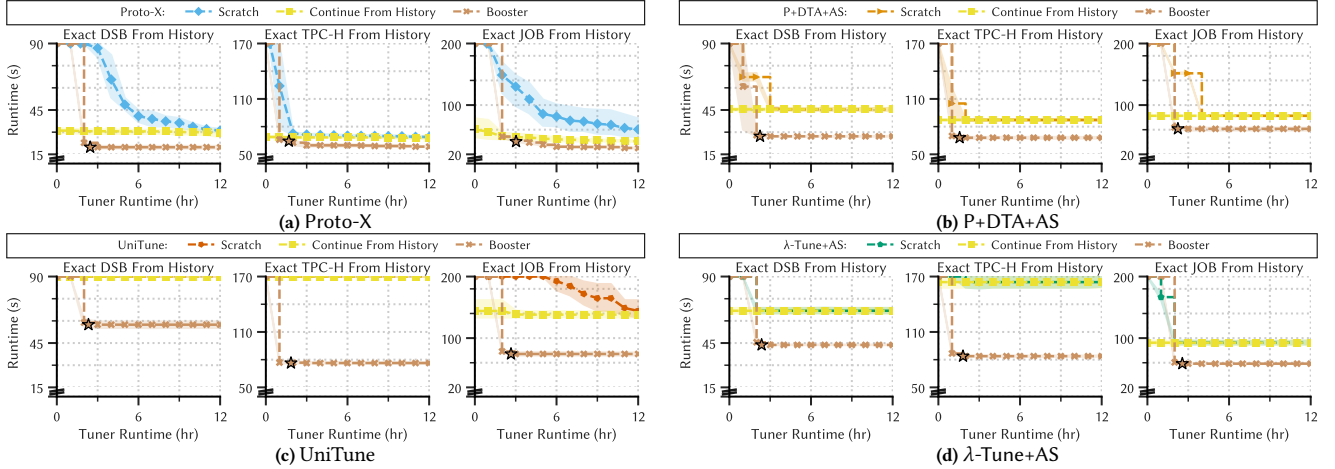 Proto-X: Scratch Continue From History Booster
P+DTA+AS: Scratch Continue From History Booster
Exact DSB From History
Exact TPC-H From History
Exact JOB From History
Exact DSB From History
Exact TPC-H From History
Exact JOB From History
Runtime (s)
90
45
15
170
110
50
200
100
20
Runtime (s)
90
45
15
170
110
50
200
100
20
0 6 12
0 6 12
0 6 12
0 6 12
0 6 12
0 6 12
Tuner Runtime (hr)
Tuner Runtime (hr)
Tuner Runtime (hr)
Tuner Runtime (hr)
Tuner Runtime (hr)
Tuner Runtime (hr)
(a) Proto-X
(b) P+DTA+AS
UniTune: Scratch Continue From History Booster
λ-Tune+AS: Scratch Continue From History Booster
Exact DSB From History
Exact TPC-H From History
Exact JOB From History
Exact DSB From History
Exact TPC-H From History
Exact JOB From History
Runtime (s)
90
45
15
170
110
50
200
100
20
Runtime (s)
90
45
15
170
110
50
200
100
20
0 6 12
0 6 12
0 6 12
0 6 12
0 6 12
0 6 12
Tuner Runtime (hr)
Tuner Runtime (hr)
Tuner Runtime (hr)
Tuner Runtime (hr)
Tuner Runtime (hr)
Tuner Runtime (hr)
(c) UniTune
(d) λ-Tune+AS